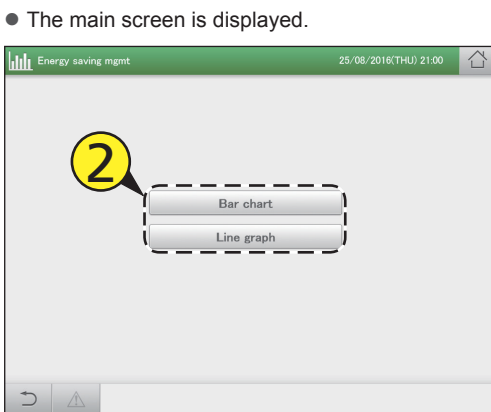 ● The main screen is displayed.
Energy saving mgmt 25/08/2016(THU) 21:00
2
Bar chart
Line graph